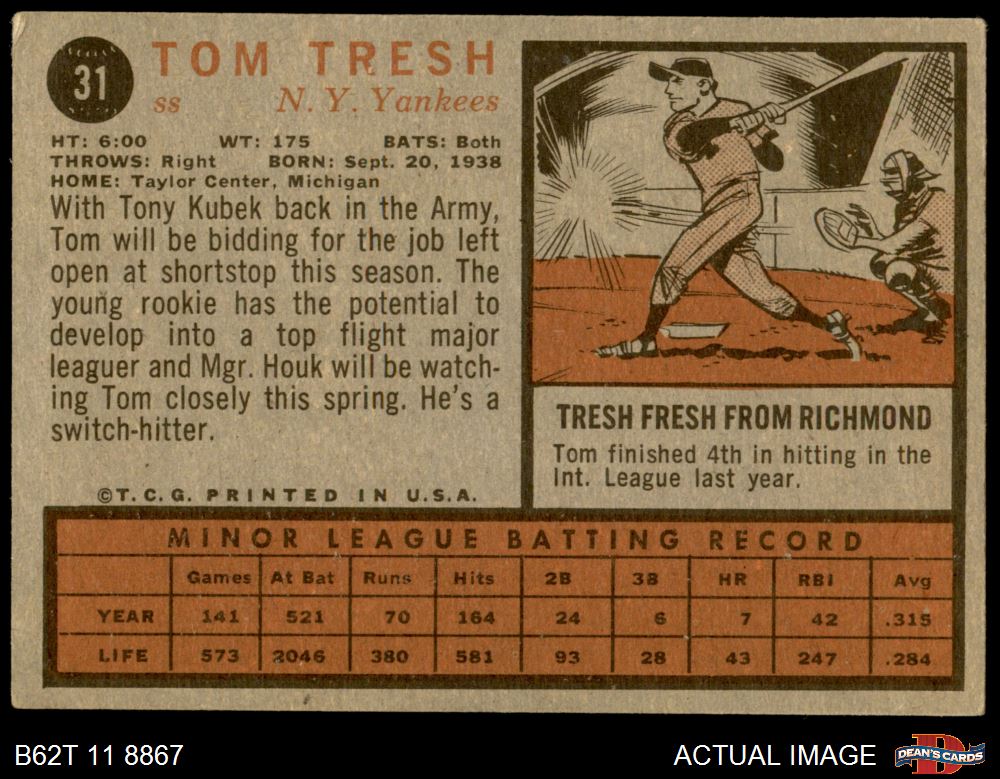 31
TOM TRESH
ss N. Y. Yankees
HT: 6:00 WT: 175 BATS: Both
THROWS: Right BORN: Sept. 20, 1938
HOME: Taylor Center, Michigan
With Tony Kubek back in the Army,
Tom will be bidding for the job left
open at shortstop this season. The
young rookie has the potential to
develop into a top flight major
leaguer and Mgr. Houk will be watch-
ing Tom closely this spring. He's a
switch-hitter.
©T.C.G. PRINTED IN U.S.A.
TRESH FRESH FROM RICHMOND
Tom finished 4th in hitting in the
Int. League last year.
MINOR LEAGUE BATTING RECORD
Games At Bat Runs Hits 2B 3B HR RBI Avg
YEAR 141 521 70 164 24 6 7 42 .315
LIFE 573 2046 380 581 93 28 43 247 .284
B62T 11 8867
ACTUAL IMAGE
D
DEAN'S CARDS